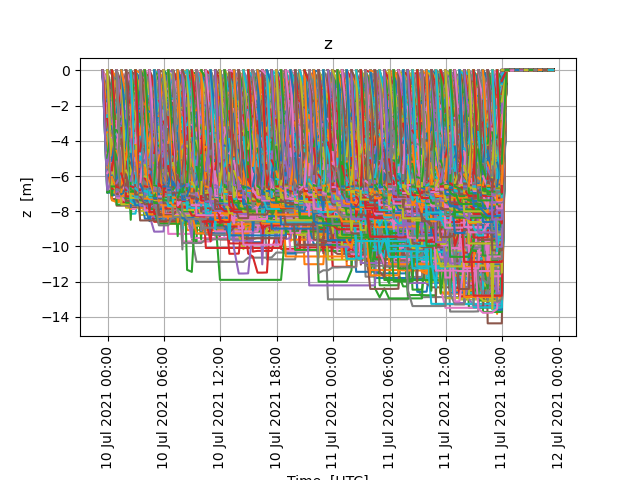 z
0
−2
−4
−6
−8
−10
−12
−14
z [m]
10 Jul 2021 00:00
10 Jul 2021 06:00
10 Jul 2021 12:00
10 Jul 2021 18:00
11 Jul 2021 00:00
11 Jul 2021 06:00
11 Jul 2021 12:00
11 Jul 2021 18:00
12 Jul 2021 00:00
Time [UTC]